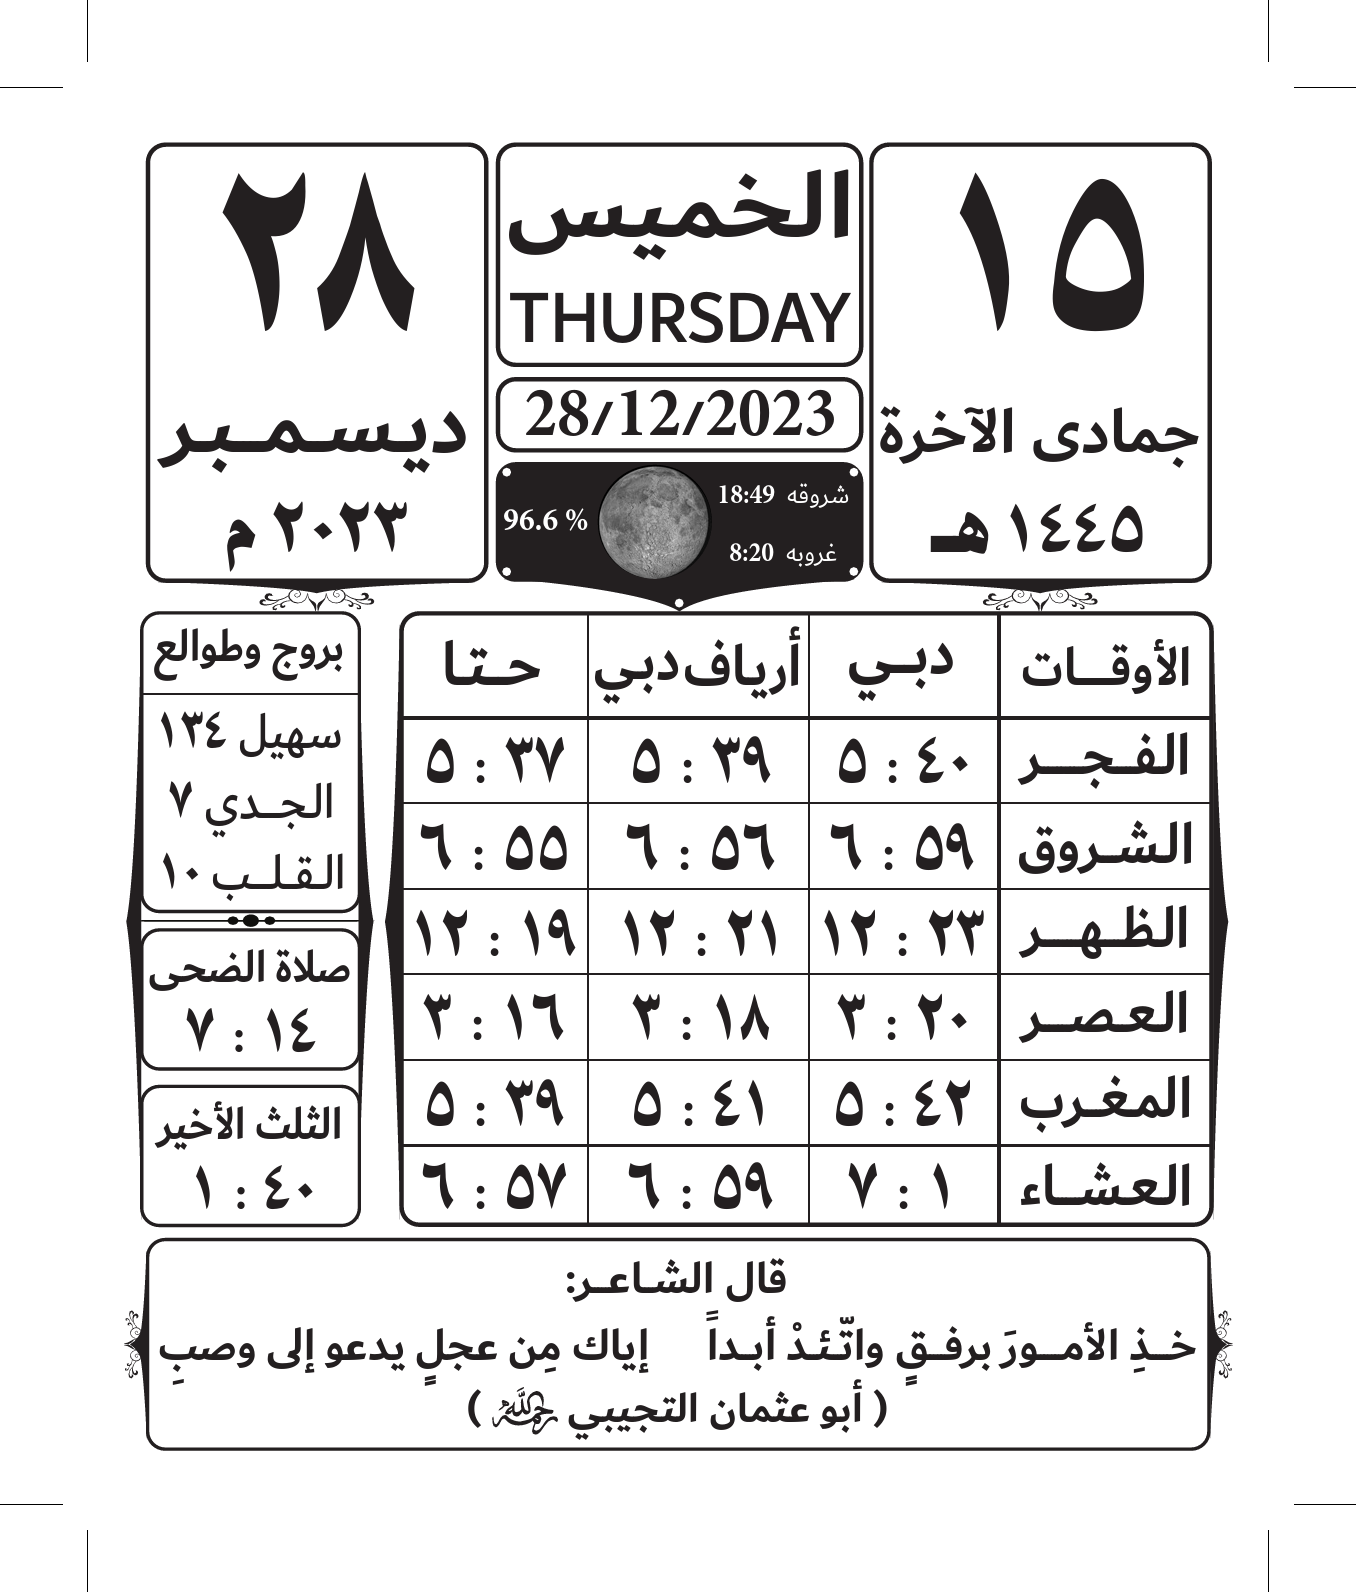 ١٥
جمادى الآخرة
١٤٤٥ هـ
الخميس
THURSDAY
28/12/2023
شروقه 18:49
غروبه 8:20
96.6 %
٢٨
ديسمبر
٢٠٢٣ م
الأوقات دبي أرياف دبي حتا
الفجر ٤٠ : ٥ ٣٩ : ٥ ٣٧ : ٥
الشروق ٥٩ : ٦ ٥٦ : ٦ ٥٥ : ٦
الظهر ٢٣ : ١٢ ٢١ : ١٢ ١٩ : ١٢
العصر ٢٠ : ٣ ١٨ : ٣ ١٦ : ٣
المغرب ٤٢ : ٥ ٤١ : ٥ ٣٩ : ٥
العشاء ١ : ٧ ٥٩ : ٦ ٥٧ : ٦
بروج وطوالع
سهيل ١٣٤
الجدي ٧
القلب ١٠
صلاة الضحى
١٤ : ٧
الثلث الأخير
٤٠ : ١
قال الشاعر:
خذِ الأمورَ برفقٍ واتّئدْ أبداً إياك مِن عجلٍ يدعو إلى وصبِ
( أبو عثمان التجيبي رحمه الله )